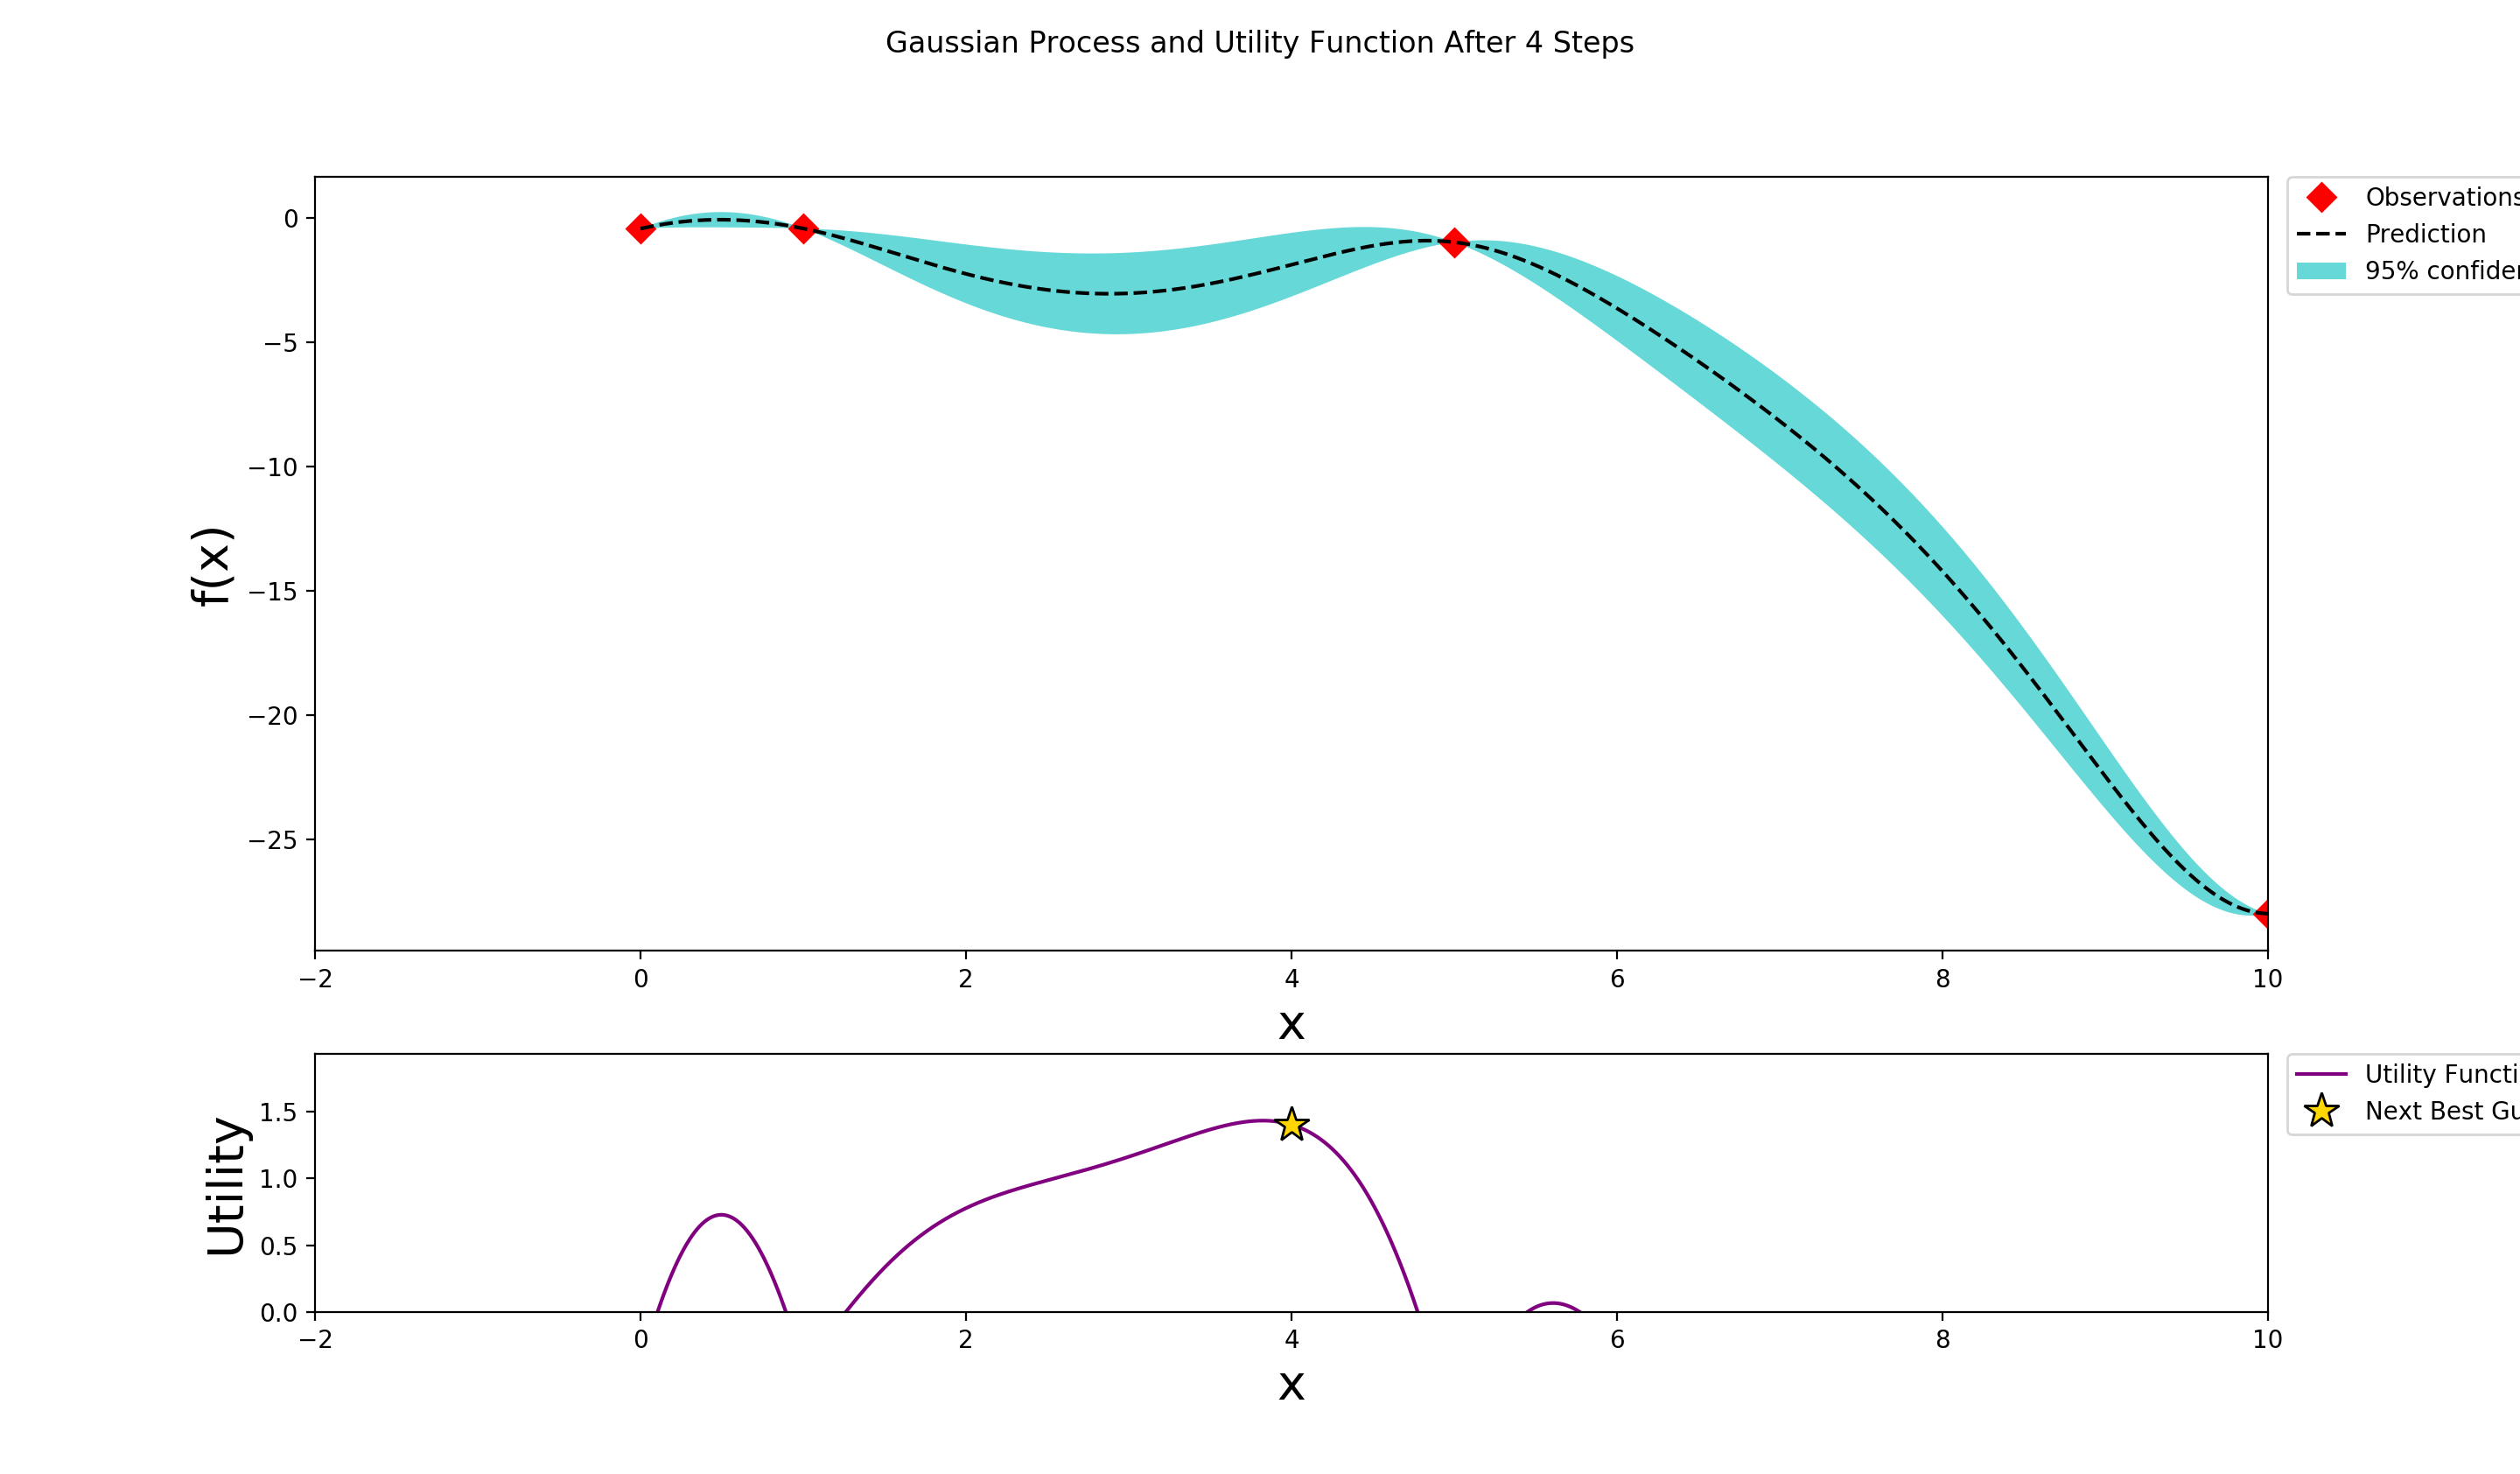 Gaussian Process and Utility Function After 4 Steps
Observations
Prediction
95% confiden
f(x)
0
−5
−10
−15
−20
−25
−2 0 2 4 6 8 10
x
Utility Functi
Next Best Gu
Utility
1.5
1.0
0.5
0.0
−2 0 2 4 6 8 10
x